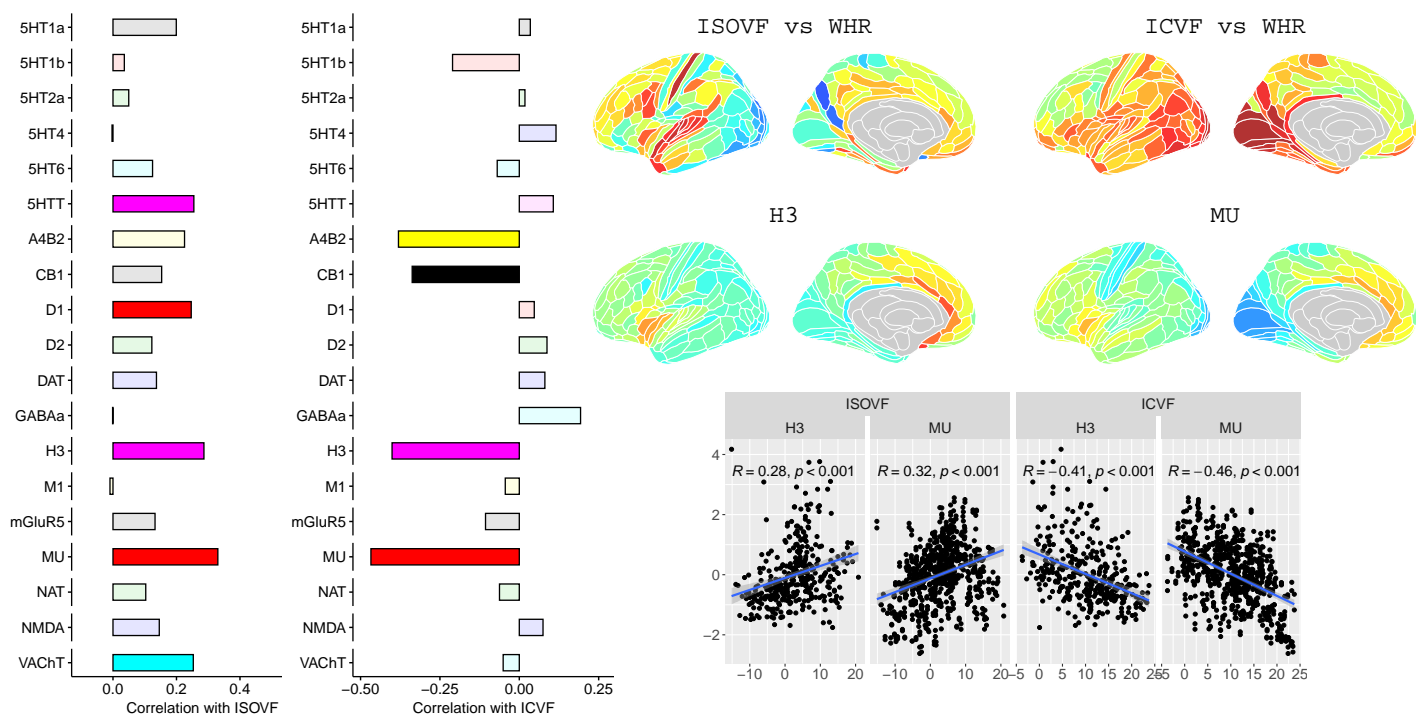 5HT1a
5HT1b
5HT2a
5HT4
5HT6
5HTT
A4B2
CB1
D1
D2
DAT
GABAa
H3
M1
mGluR5
MU
NAT
NMDA
VAChT
0.0 0.2 0.4
Correlation with ISOVF
5HT1a
5HT1b
5HT2a
5HT4
5HT6
5HTT
A4B2
CB1
D1
D2
DAT
GABAa
H3
M1
mGluR5
MU
NAT
NMDA
VAChT
−0.50 −0.25 0.00 0.25
Correlation with ICVF
ISOVF vs WHR
ICVF vs WHR
H3
MU
ISOVF ICVF
H3 MU H3 MU
R = 0.28, p < 0.001 R = 0.32, p < 0.001 R = −0.41, p < 0.001 R = −0.46, p < 0.001
4
2
0
−2
−10 0 10 20 −10 0 10 20 −5 0 5 10 15 20 25 −5 0 5 10 15 20 25